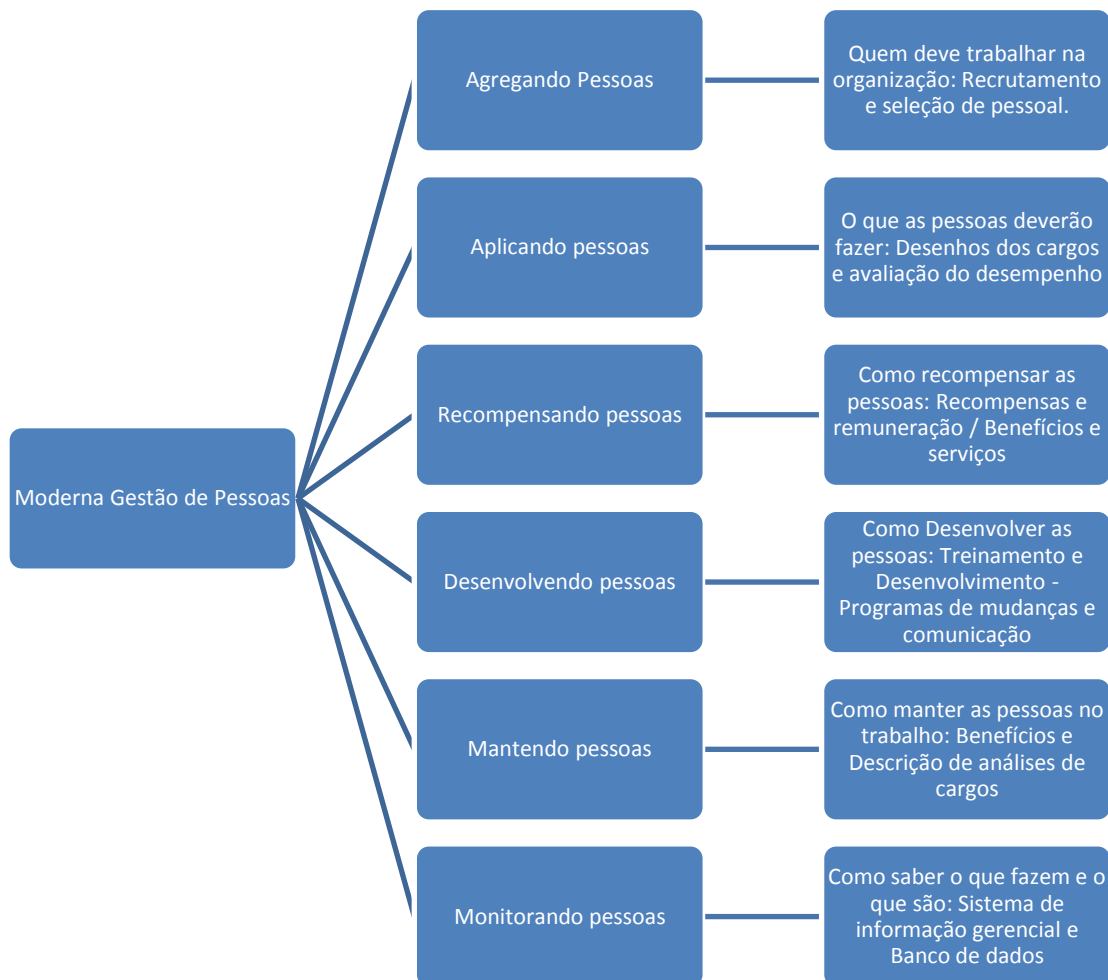 Agregando Pessoas
Quem deve trabalhar na
organização: Recrutamento
e seleção de pessoal.
Aplicando pessoas
O que as pessoas deverão
fazer: Desenhos dos cargos
e avaliação do desempenho
Recompensando pessoas
Como recompensar as
pessoas: Recompensas e
remuneração / Benefícios e
serviços
Moderna Gestão de Pessoas
Desenvolvendo pessoas
Como Desenvolver as
pessoas: Treinamento e
Desenvolvimento -
Programas de mudanças e
comunicação
Mantendo pessoas
Como manter as pessoas no
trabalho: Benefícios e
Descrição de análises de
cargos
Monitorando pessoas
Como saber o que fazem e o
que são: Sistema de
informação gerencial e
Banco de dados